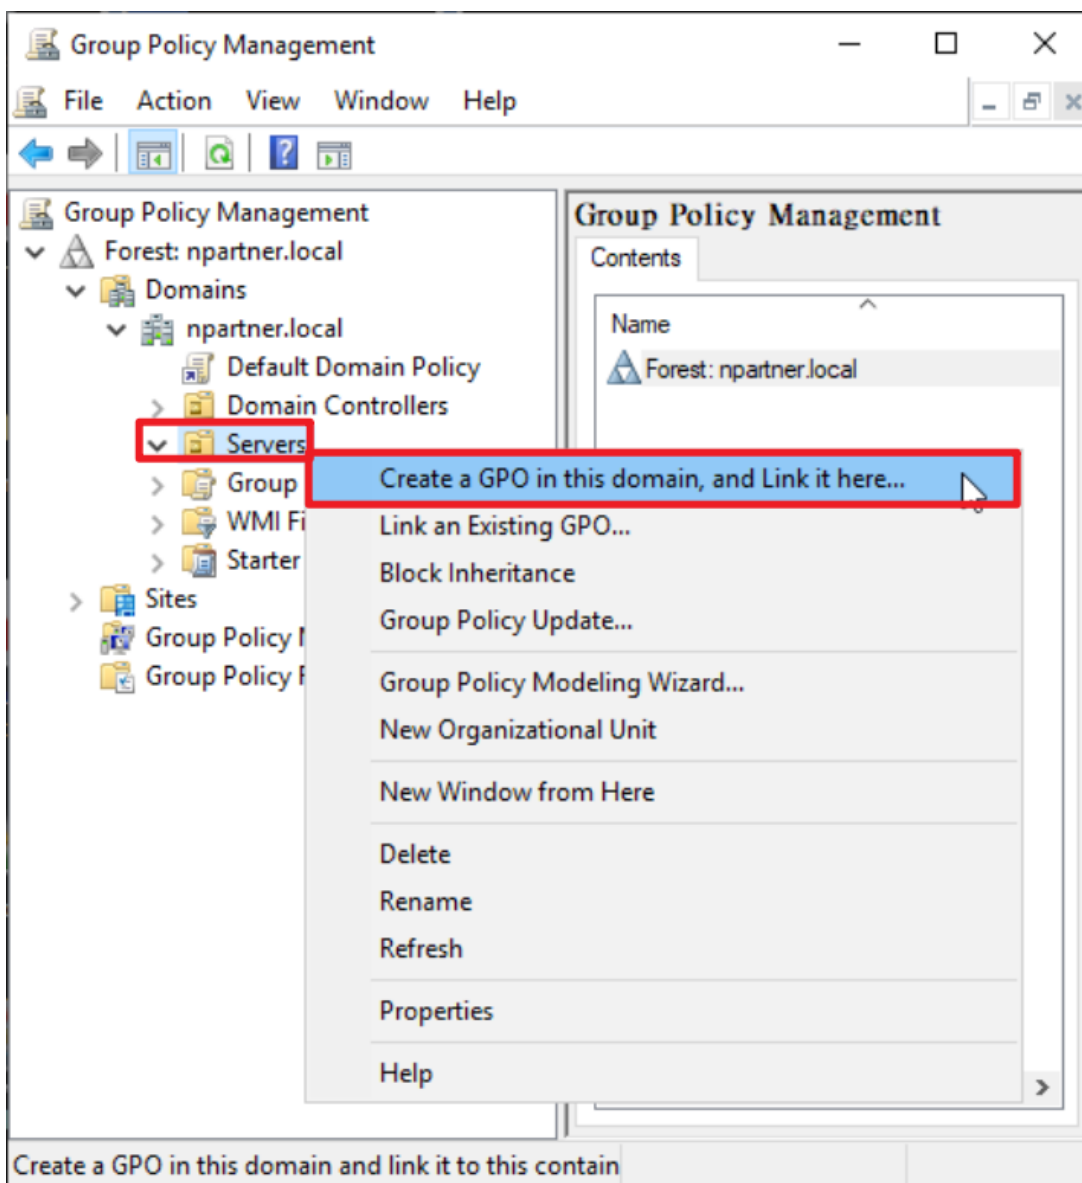 Group Policy Management
File Action View Window Help
Group Policy Management
Forest: npartner.local
Domains
npartner.local
Default Domain Policy
Domain Controllers
Servers
Group
WMI Fi
Starter
Sites
Group Policy
Group Policy
Group Policy Management
Contents
Name
Forest: npartner.local
Create a GPO in this domain, and Link it here...
Link an Existing GPO...
Block Inheritance
Group Policy Update...
Group Policy Modeling Wizard...
New Organizational Unit
New Window from Here
Delete
Rename
Refresh
Properties
Help
Create a GPO in this domain and link it to this contain